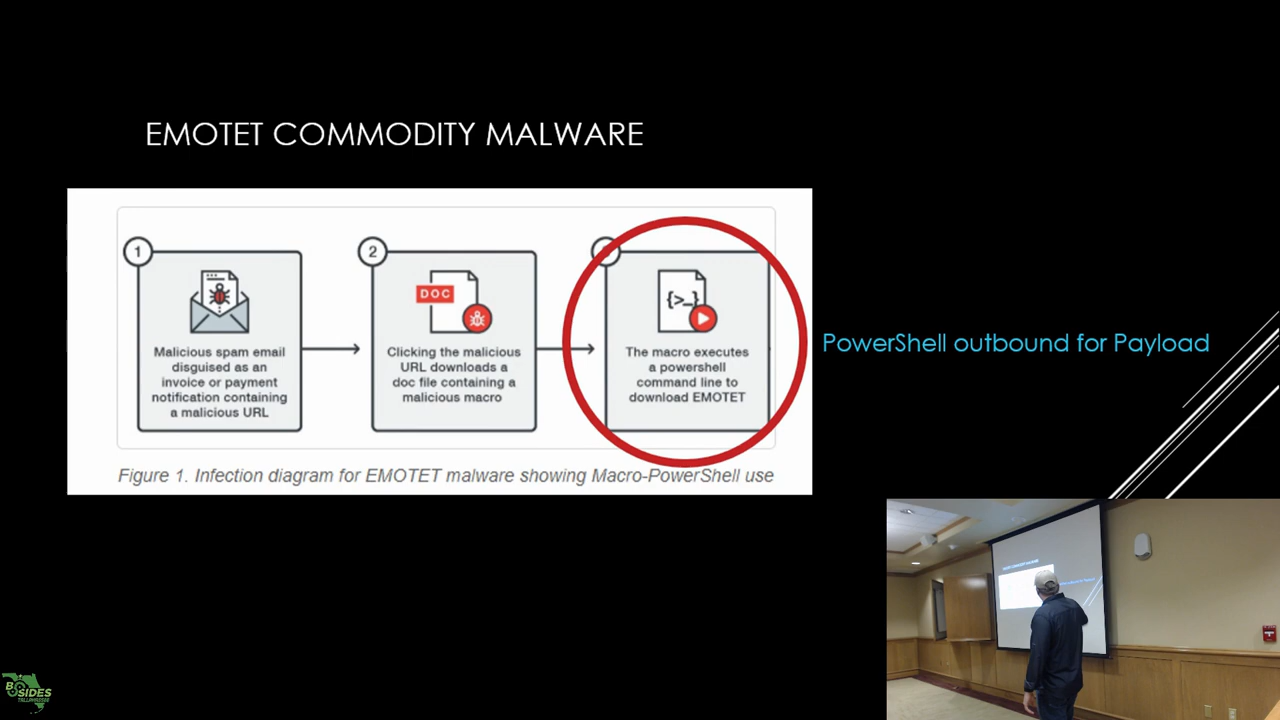 EMOTET COMMODITY MALWARE
1
Malicious spam email
disguised as an
invoice or payment
notification containing
a malicious URL
2
DOC
Clicking the malicious
URL downloads a
doc file containing a
malicious macro
{>_}
The macro executes
a powershell
command line to
download EMOTET
Figure 1. Infection diagram for EMOTET malware showing Macro-PowerShell use
PowerShell outbound for Payload
BSIDES
TALLAHASSEE